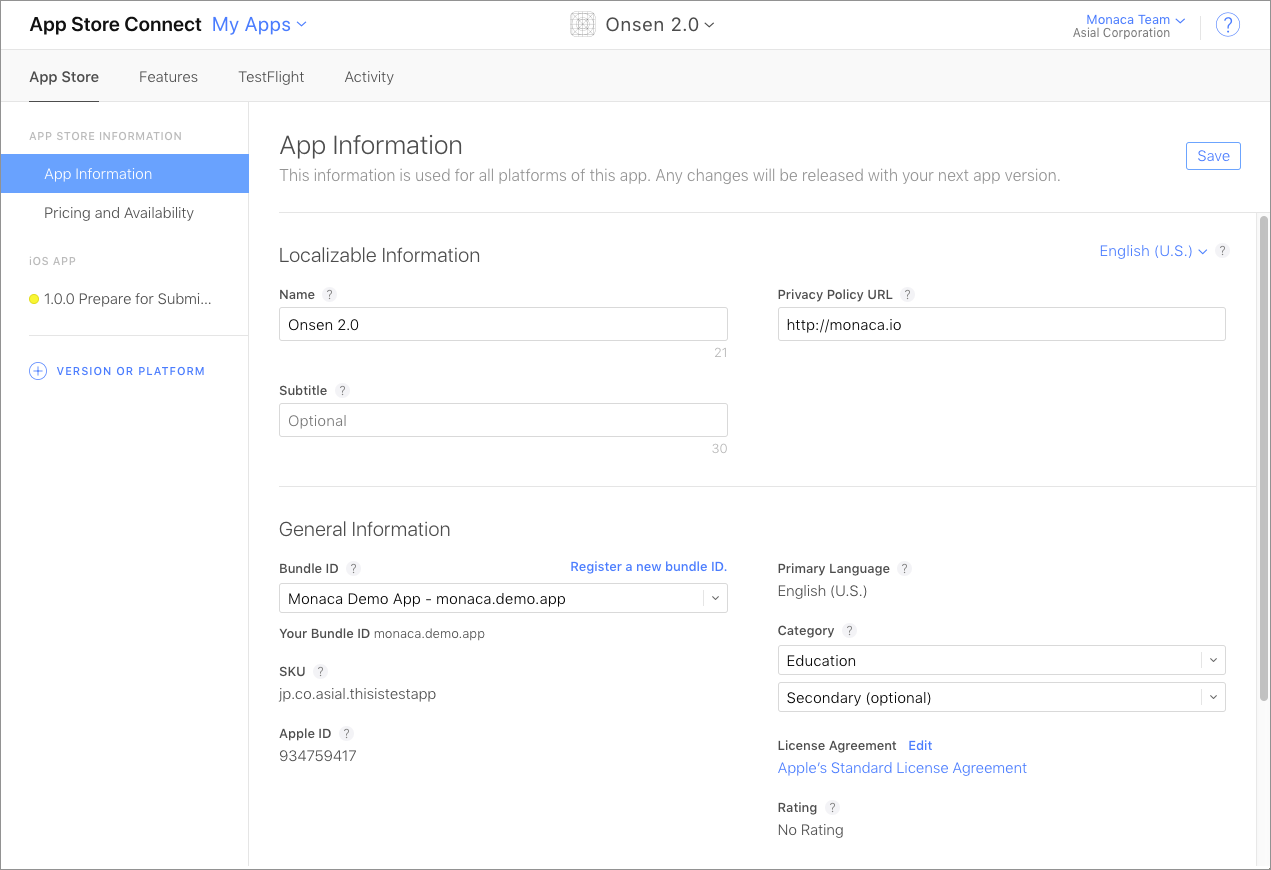 App Store Connect My Apps
Onsen 2.0
Monaca Team
Asial Corporation
?
App Store Features TestFlight Activity
APP STORE INFORMATION
App Information
Pricing and Availability
iOS APP
1.0.0 Prepare for Submi...
VERSION OR PLATFORM
App Information
Save
This information is used for all platforms of this app. Any changes will be released with your next app version.
Localizable Information
English (U.S.) ?
Name ?
Onsen 2.0
21
Privacy Policy URL ?
http://monaca.io
Subtitle ?
Optional
30
General Information
Bundle ID ? Register a new bundle ID.
Monaca Demo App - monaca.demo.app
Your Bundle ID monaca.demo.app
SKU ?
jp.co.asial.thisistestapp
Apple ID ?
934759417
Primary Language ?
English (U.S.)
Category ?
Education
Secondary (optional)
License Agreement Edit
Apple’s Standard License Agreement
Rating ?
No Rating